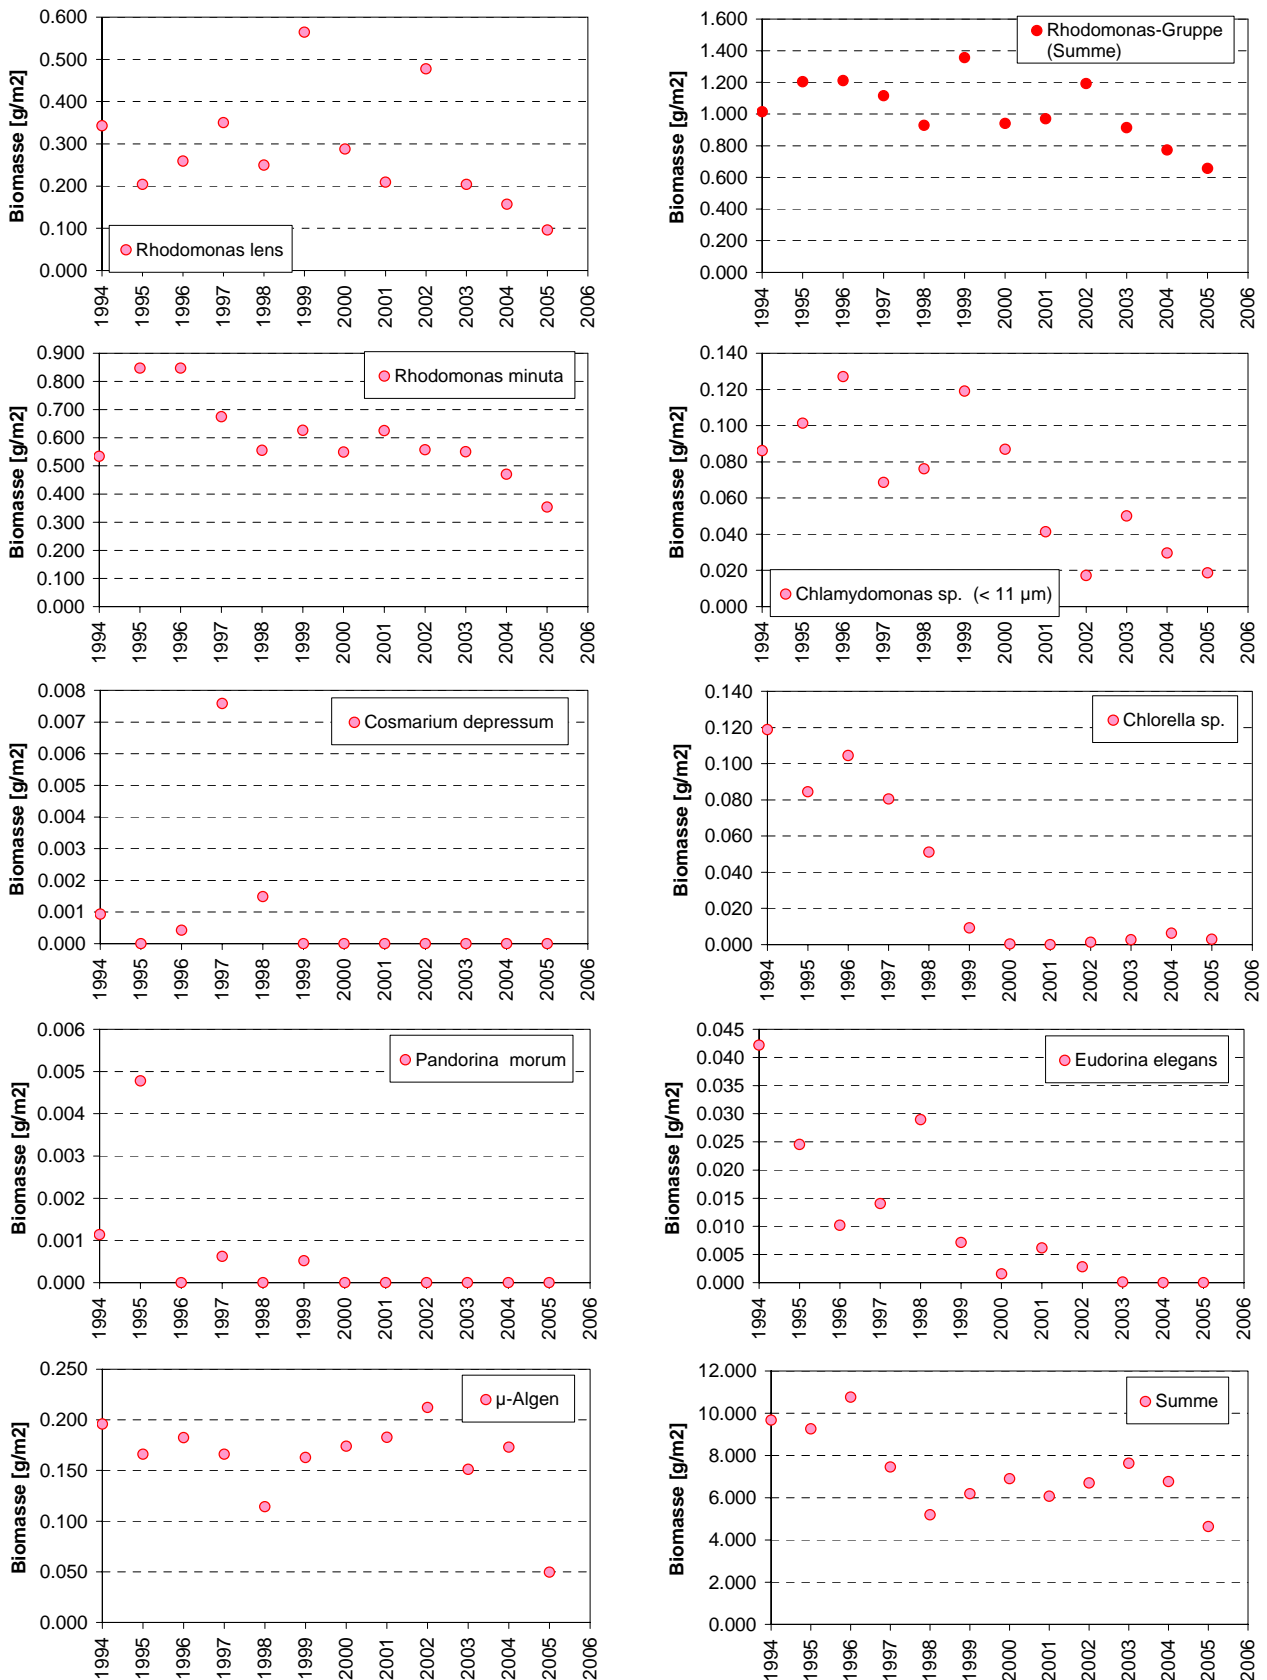 Biomasse [g/m2]
0.600
0.500
0.400
0.300
0.200
0.100
0.000
Rhodomonas lens
1994 1995 1996 1997 1998 1999 2000 2001 2002 2003 2004 2005 2006
Biomasse [g/m2]
1.600
1.400
1.200
1.000
0.800
0.600
0.400
0.200
0.000
Rhodomonas-Gruppe
(Summe)
1994 1995 1996 1997 1998 1999 2000 2001 2002 2003 2004 2005 2006
Biomasse [g/m2]
0.900
0.800
0.700
0.600
0.500
0.400
0.300
0.200
0.100
0.000
Rhodomonas minuta
1994 1995 1996 1997 1998 1999 2000 2001 2002 2003 2004 2005 2006
Biomasse [g/m2]
0.140
0.120
0.100
0.080
0.060
0.040
0.020
0.000
Chlamydomonas sp. (< 11 µm)
1994 1995 1996 1997 1998 1999 2000 2001 2002 2003 2004 2005 2006
Biomasse [g/m2]
0.008
0.007
0.006
0.005
0.004
0.003
0.002
0.001
0.000
Cosmarium depressum
1994 1995 1996 1997 1998 1999 2000 2001 2002 2003 2004 2005 2006
Biomasse [g/m2]
0.140
0.120
0.100
0.080
0.060
0.040
0.020
0.000
Chlorella sp.
1994 1995 1996 1997 1998 1999 2000 2001 2002 2003 2004 2005 2006
Biomasse [g/m2]
0.006
0.005
0.004
0.003
0.002
0.001
0.000
Pandorina morum
1994 1995 1996 1997 1998 1999 2000 2001 2002 2003 2004 2005 2006
Biomasse [g/m2]
0.045
0.040
0.035
0.030
0.025
0.020
0.015
0.010
0.005
0.000
Eudorina elegans
1994 1995 1996 1997 1998 1999 2000 2001 2002 2003 2004 2005 2006
Biomasse [g/m2]
0.250
0.200
0.150
0.100
0.050
0.000
µ-Algen
1994 1995 1996 1997 1998 1999 2000 2001 2002 2003 2004 2005 2006
Biomasse [g/m2]
12.000
10.000
8.000
6.000
4.000
2.000
0.000
Summe
1994 1995 1996 1997 1998 1999 2000 2001 2002 2003 2004 2005 2006